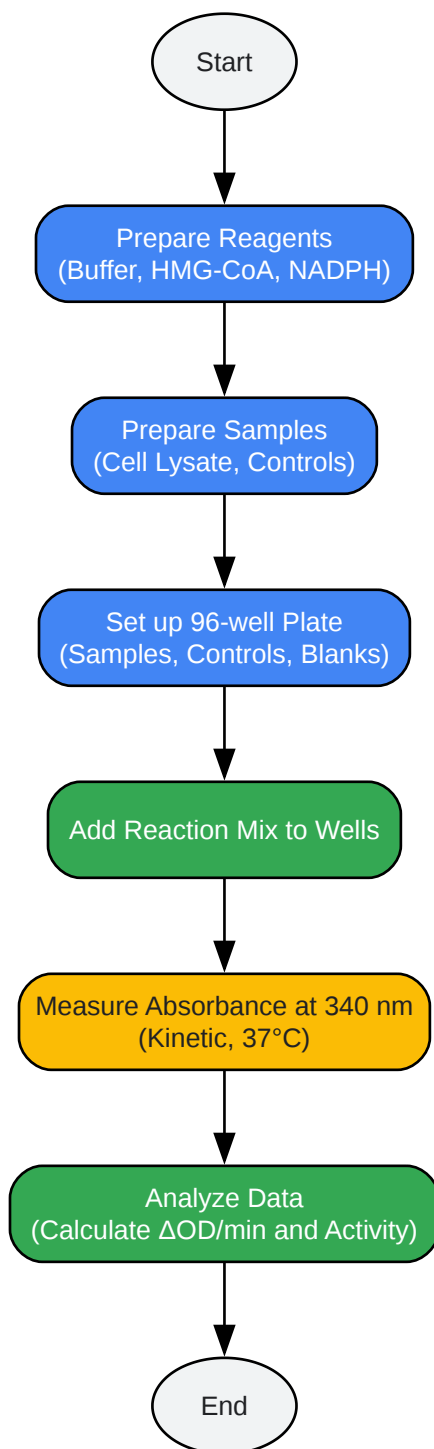 Start
Prepare Reagents
(Buffer, HMG-CoA, NADPH)
Prepare Samples
(Cell Lysate, Controls)
Set up 96-well Plate
(Samples, Controls, Blanks)
Add Reaction Mix to Wells
Measure Absorbance at 340 nm
(Kinetic, 37°C)
Analyze Data
(Calculate ΔOD/min and Activity)
End